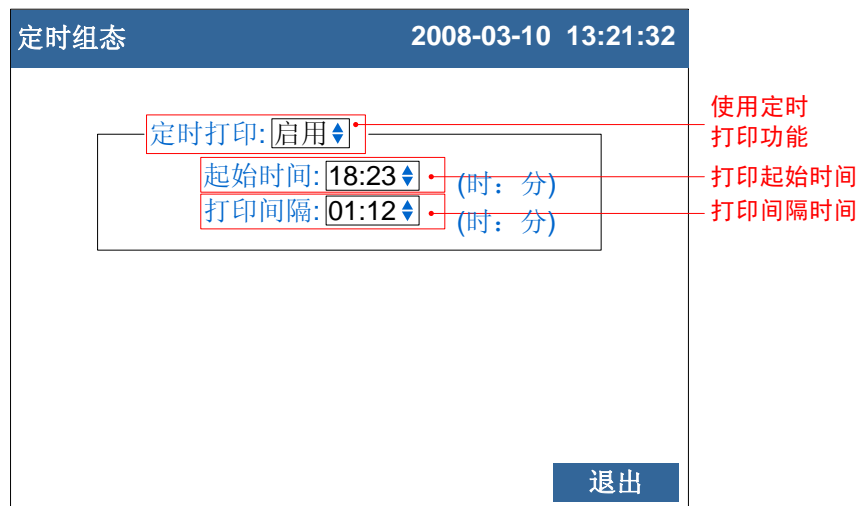 定时组态 2008-03-10 13:21:32
使用定时
打印功能
定时打印: 启用
起始时间: 18:23 (时：分)
打印起始时间
打印间隔: 01:12 (时：分)
打印间隔时间
退出